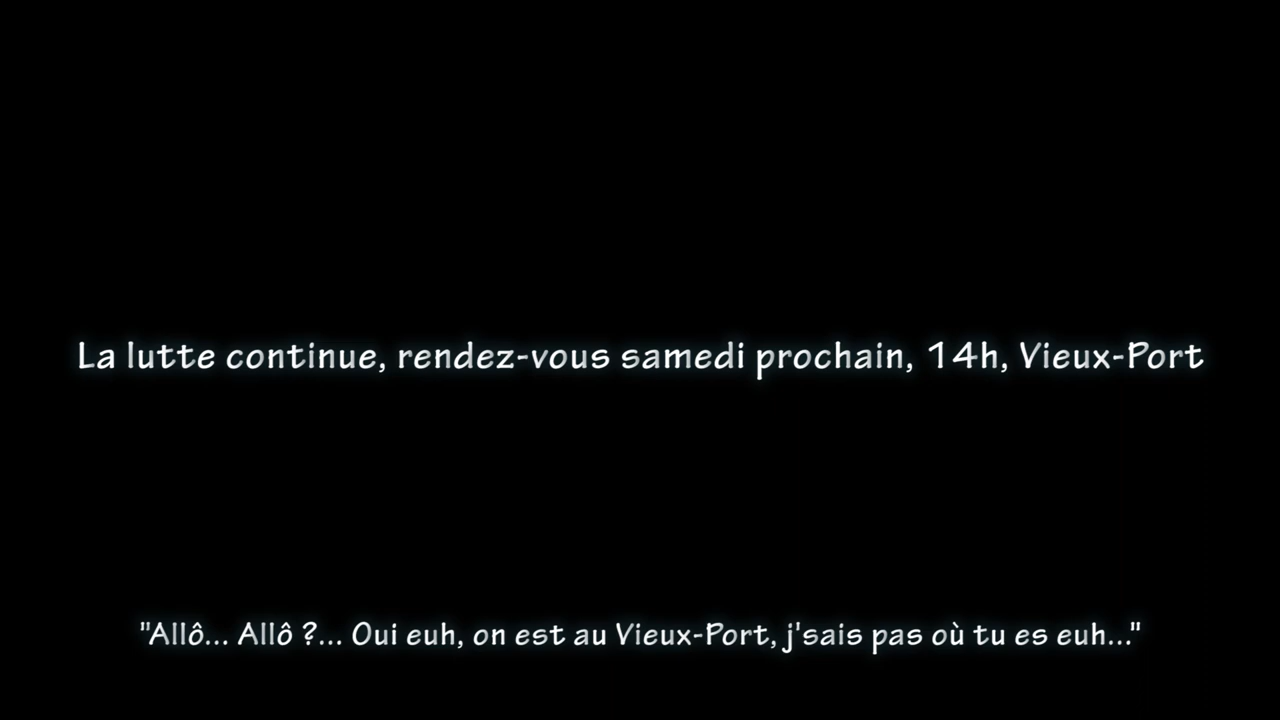 La lutte continue, rendez-vous samedi prochain, 14h, Vieux-Port
"Allô... Allô ?... Oui euh, on est au Vieux-Port, j'sais pas où tu es euh..."